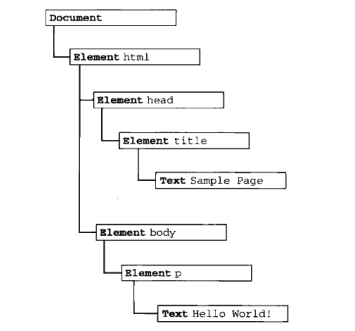 Document
Element html
Element head
Element title
Text Sample Page
Element body
Element p
Text Hello World!